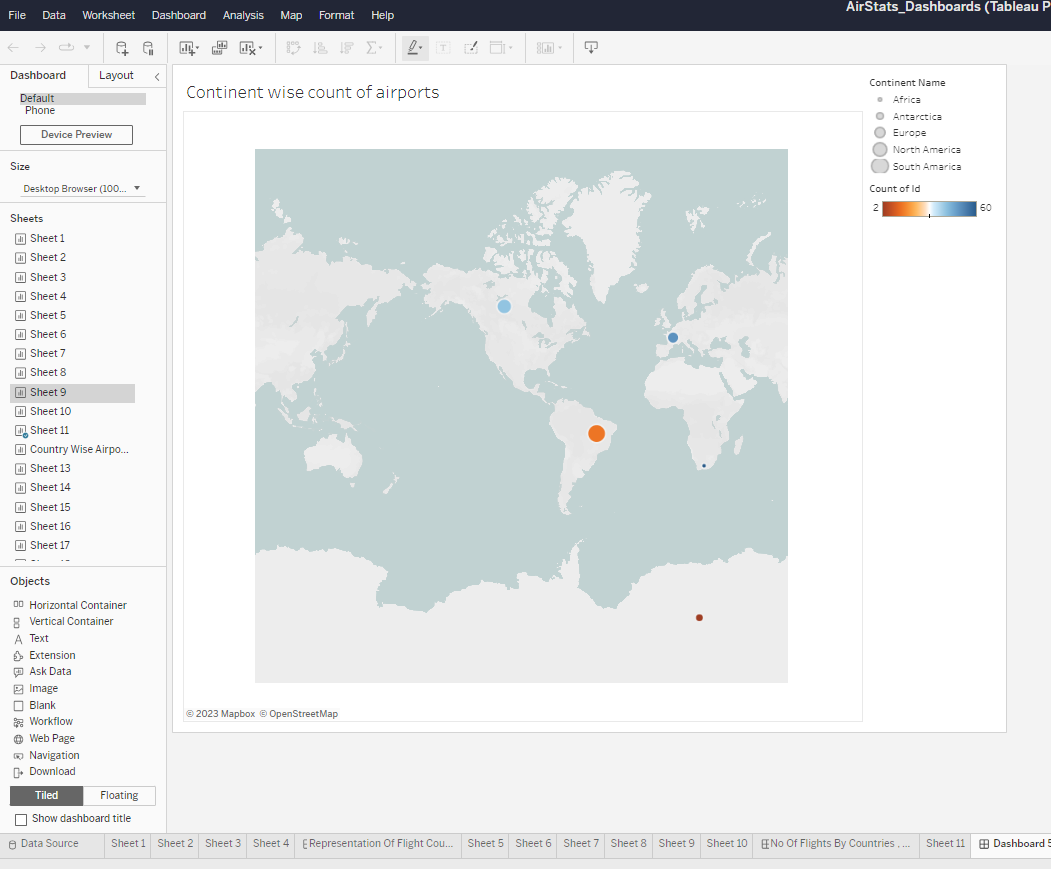 File Data Worksheet Dashboard Analysis Map Format Help
AirStats_Dashboards (Tableau P
Dashboard Layout
Default
Phone
Device Preview
Size
Desktop Browser (100...
Sheets
Sheet 1
Sheet 2
Sheet 3
Sheet 4
Sheet 5
Sheet 6
Sheet 7
Sheet 8
Sheet 9
Sheet 10
Sheet 11
Country Wise Airpo...
Sheet 13
Sheet 14
Sheet 15
Sheet 16
Sheet 17
Objects
Horizontal Container
Vertical Container
Text
Extension
Ask Data
Image
Blank
Workflow
Web Page
Navigation
Download
Tiled Floating
Show dashboard title
Continent wise count of airports
© 2023 Mapbox © OpenStreetMap
Continent Name
Africa
Antarctica
Europe
North America
South Amarica
Count of Id
2 60
Data Source Sheet 1 Sheet 2 Sheet 3 Sheet 4 Representation Of Flight Cou... Sheet 5 Sheet 6 Sheet 7 Sheet 8 Sheet 9 Sheet 10 No Of Flights By Countries , ... Sheet 11 Dashboard 5